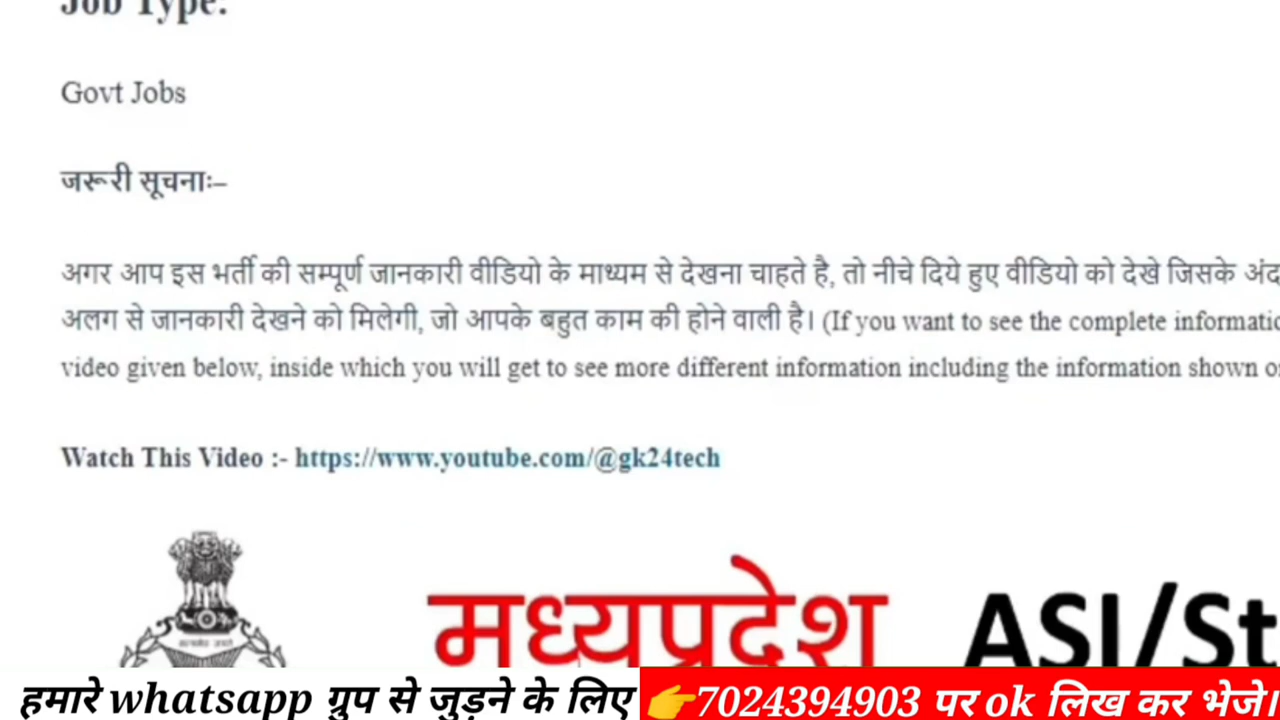 Job Type:
Govt Jobs
जरूरी सूचनाः–
अगर आप इस भर्ती की सम्पूर्ण जानकारी वीडियो के माध्यम से देखना चाहते है, तो नीचे दिये हुए वीडियो को देखे जिसके
अलग से जानकारी देखने को मिलेगी, जो आपके बहुत काम की होने वाली है। (If you want to see the complete
video given below, inside which you will get to see more different information including the information shown
Watch This Video :- https://www.youtube.com/@gk24tech
मध्यप्रदेश ASI/St
हमारे whatsapp ग्रुप से जुड़ने के लिए 👉7024394903 पर ok लिख कर भेजे।